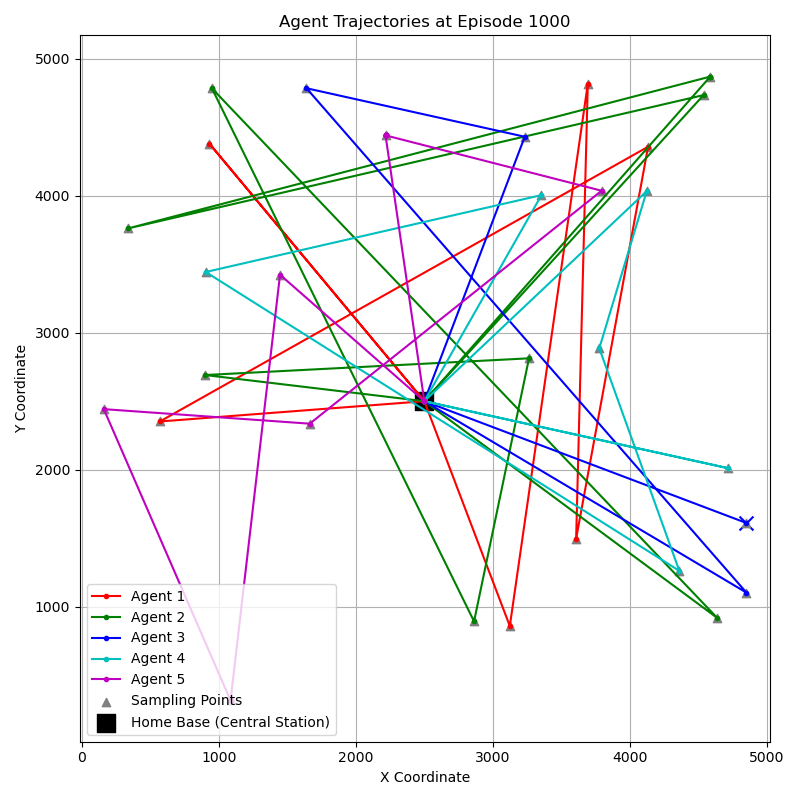 Agent Trajectories at Episode 1000
5000
4000
3000
2000
1000
Y Coordinate
Agent 1
Agent 2
Agent 3
Agent 4
Agent 5
Sampling Points
Home Base (Central Station)
0 1000 2000 3000 4000 5000
X Coordinate